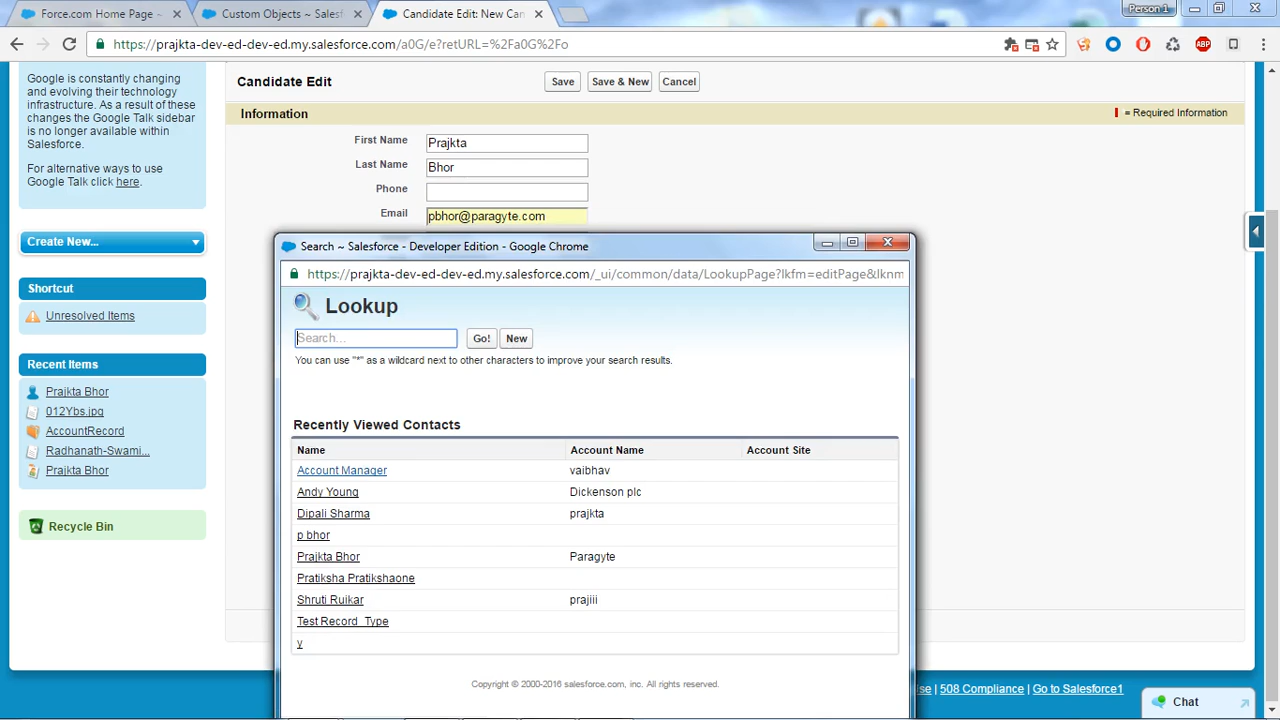 Force.com Home Page ~
Custom Objects ~ Salesf
Candidate Edit: New Can
Person 1
https://prajkta-dev-ed-dev-ed.my.salesforce.com/a0G/e?retURL=%2Fa0G%2Fo
ABP
Google is constantly changing
and evolving their technology
infrastructure. As a result of these
changes the Google Talk sidebar
is no longer available within
Salesforce.
For alternative ways to use
Google Talk click here.
Create New...
Shortcut
Unresolved Items
Recent Items
Prajkta Bhor
012Ybs.jpg
AccountRecord
Radhanath-Swami...
Prajkta Bhor
Recycle Bin
Candidate Edit
Save
Save & New
Cancel
Information
= Required Information
First Name
Prajkta
Last Name
Bhor
Phone
Email
pbhor@paragyte.com
Search ~ Salesforce - Developer Edition - Google Chrome
https://prajkta-dev-ed-dev-ed.my.salesforce.com/_ui/common/data/LookupPage?lkfm=editPage&lknm
Lookup
Search...
Go!
New
You can use "*" as a wildcard next to other characters to improve your search results.
Recently Viewed Contacts
Name Account Name Account Site
Account Manager vaibhav
Andy Young Dickenson plc
Dipali Sharma prajkta
p bhor
Prajkta Bhor Paragyte
Pratiksha Pratikshaone
Shruti Ruikar prajiii
Test Record_Type
Copyright © 2000-2016 salesforce.com, inc. All rights reserved.
| 508 Compliance | Go to Salesforce1
Chat